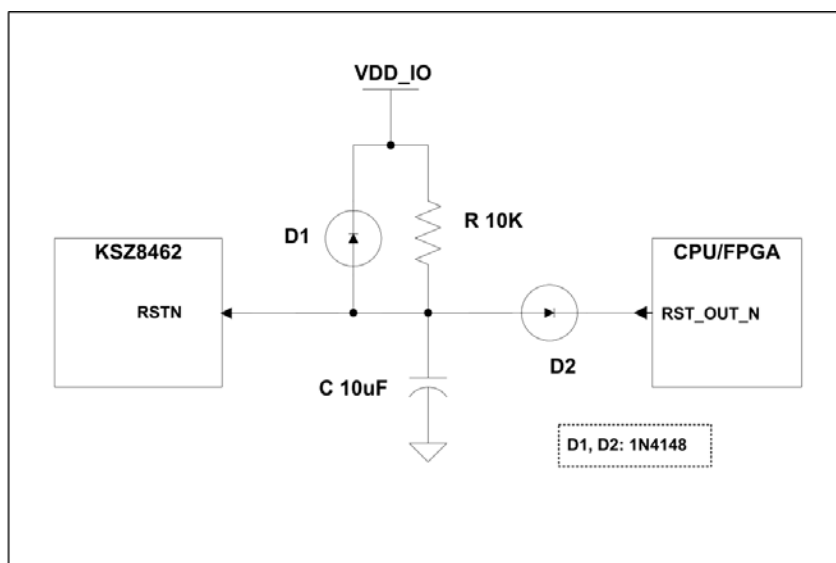 VDD_IO
D1
R 10K
KSZ8462
RSTN
CPU/FPGA
RST_OUT_N
D2
C 10uF
D1, D2: 1N4148